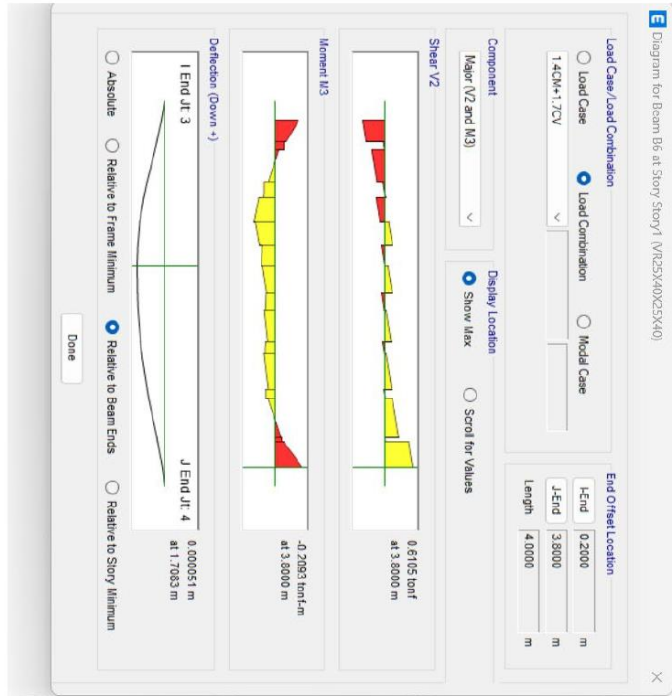 E Diagram for Beam B6 at Story Story1 (VR25X40X25X40)
Load Case/Load Combination
Load Case
Load Combination
Modal Case
1.4CM+1.7CV
End Offset Location
I-End 0.2000 m
J-End 3.8000 m
Length 4.0000 m
Component
Major (V2 and M3)
Display Location
Show Max
Scroll for Values
Shear V2
0.6105 tonf
at 3.8000 m
Moment M3
-0.2093 tonf-m
at 3.8000 m
Deflection (Down +)
I End Jt: 3
J End Jt: 4
0.000051 m
at 1.7083 m
Absolute
Relative to Frame Minimum
Relative to Beam Ends
Relative to Story Minimum
Done